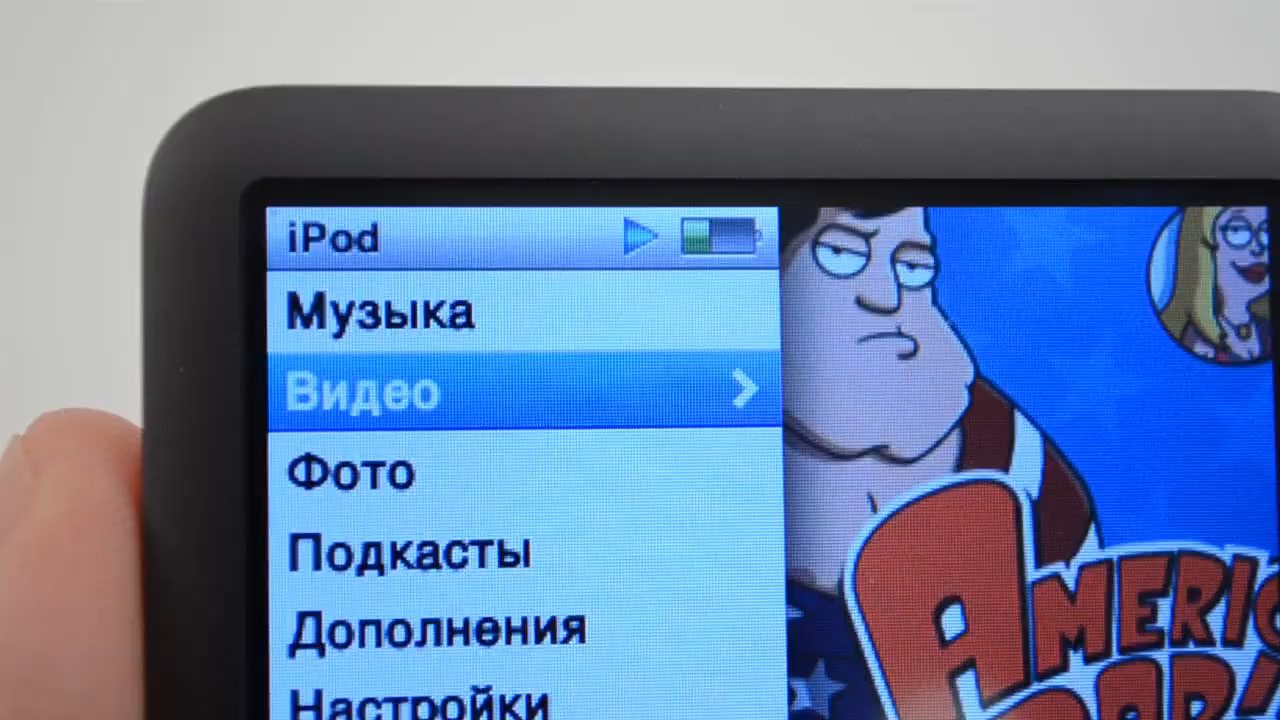 iPod
Музыка
Видео
Фото
Подкасты
Дополнения
Настройки